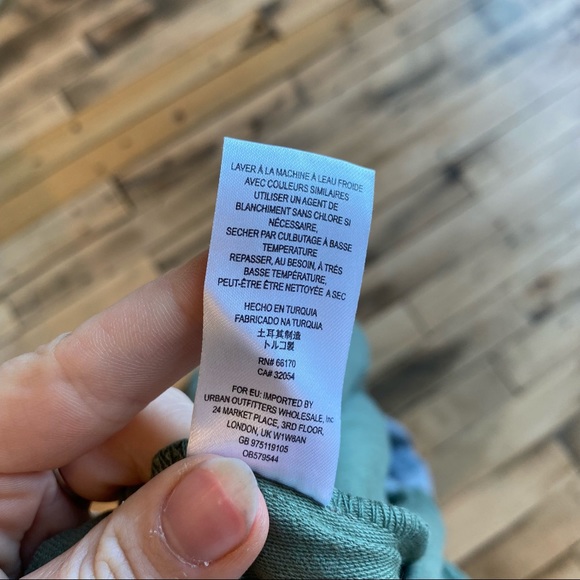 LAVER À LA MACHINE À LEAU FROIDE,
AVEC COULEURS SIMILAIRES
UTILISER UN AGENT DE
BLANCHIMENT SANS CHLORE SI
NÉCESSAIRE,
SECHER PAR CULBUTAGE À BASSE
TEMPERATURE
REPASSER, AU BESOIN, À TRÉS
BASSE TEMPÉRATURE,
PEUT-ÊTRE ÊTRE NETTOYÉE A SEC
HECHO EN TURQUIA
FABRICADO NA TURQUIA
土耳其制造
トルコ製
RN# 66170
CA# 32054
FOR EU: IMPORTED BY
URBAN OUTFITTERS WHOLESALE, Inc
24 MARKET PLACE, 3RD FLOOR,
LONDON, UK W1W8AN
GB 975119105
OB579544